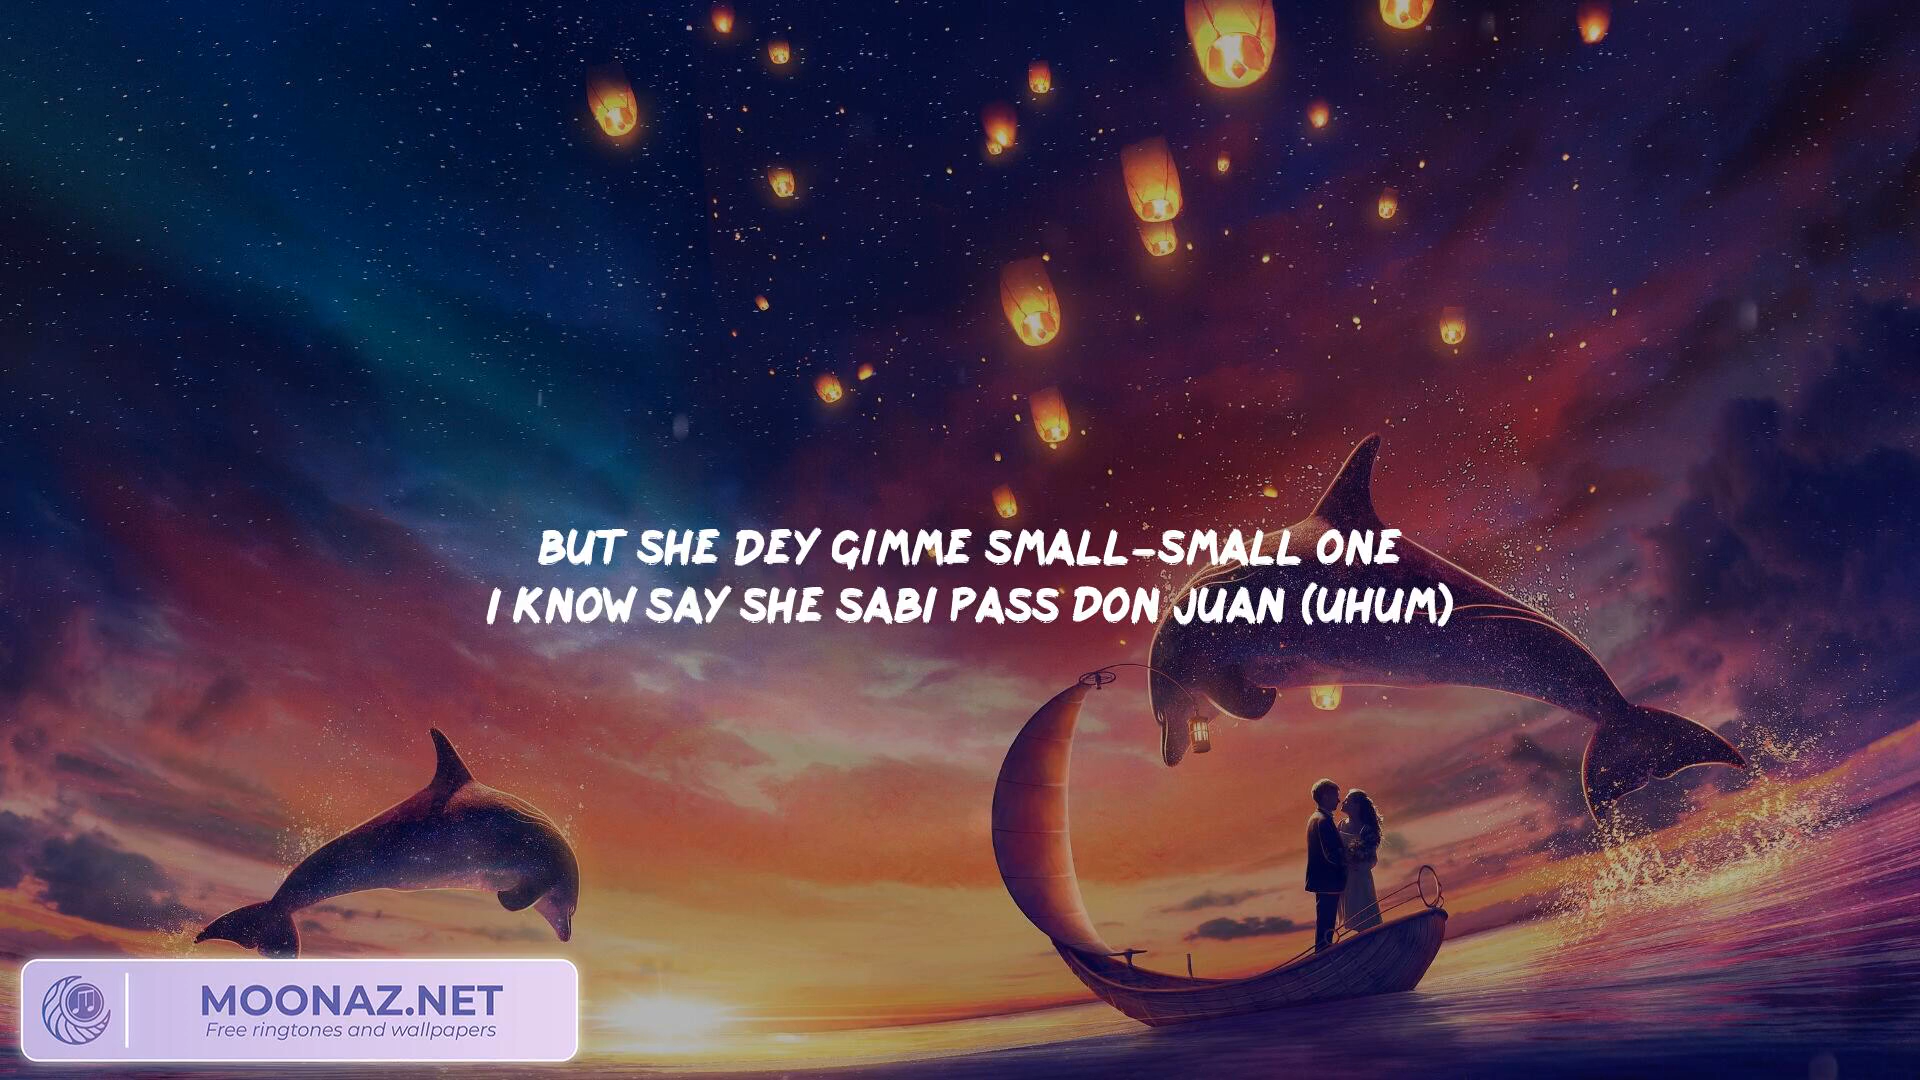 BUT SHE DEY GIMME SMALL-SMALL ONE
I KNOW SAY SHE SABI PASS DON JUAN (UHUM)
MOONAZ.NET
Free ringtones and wallpapers